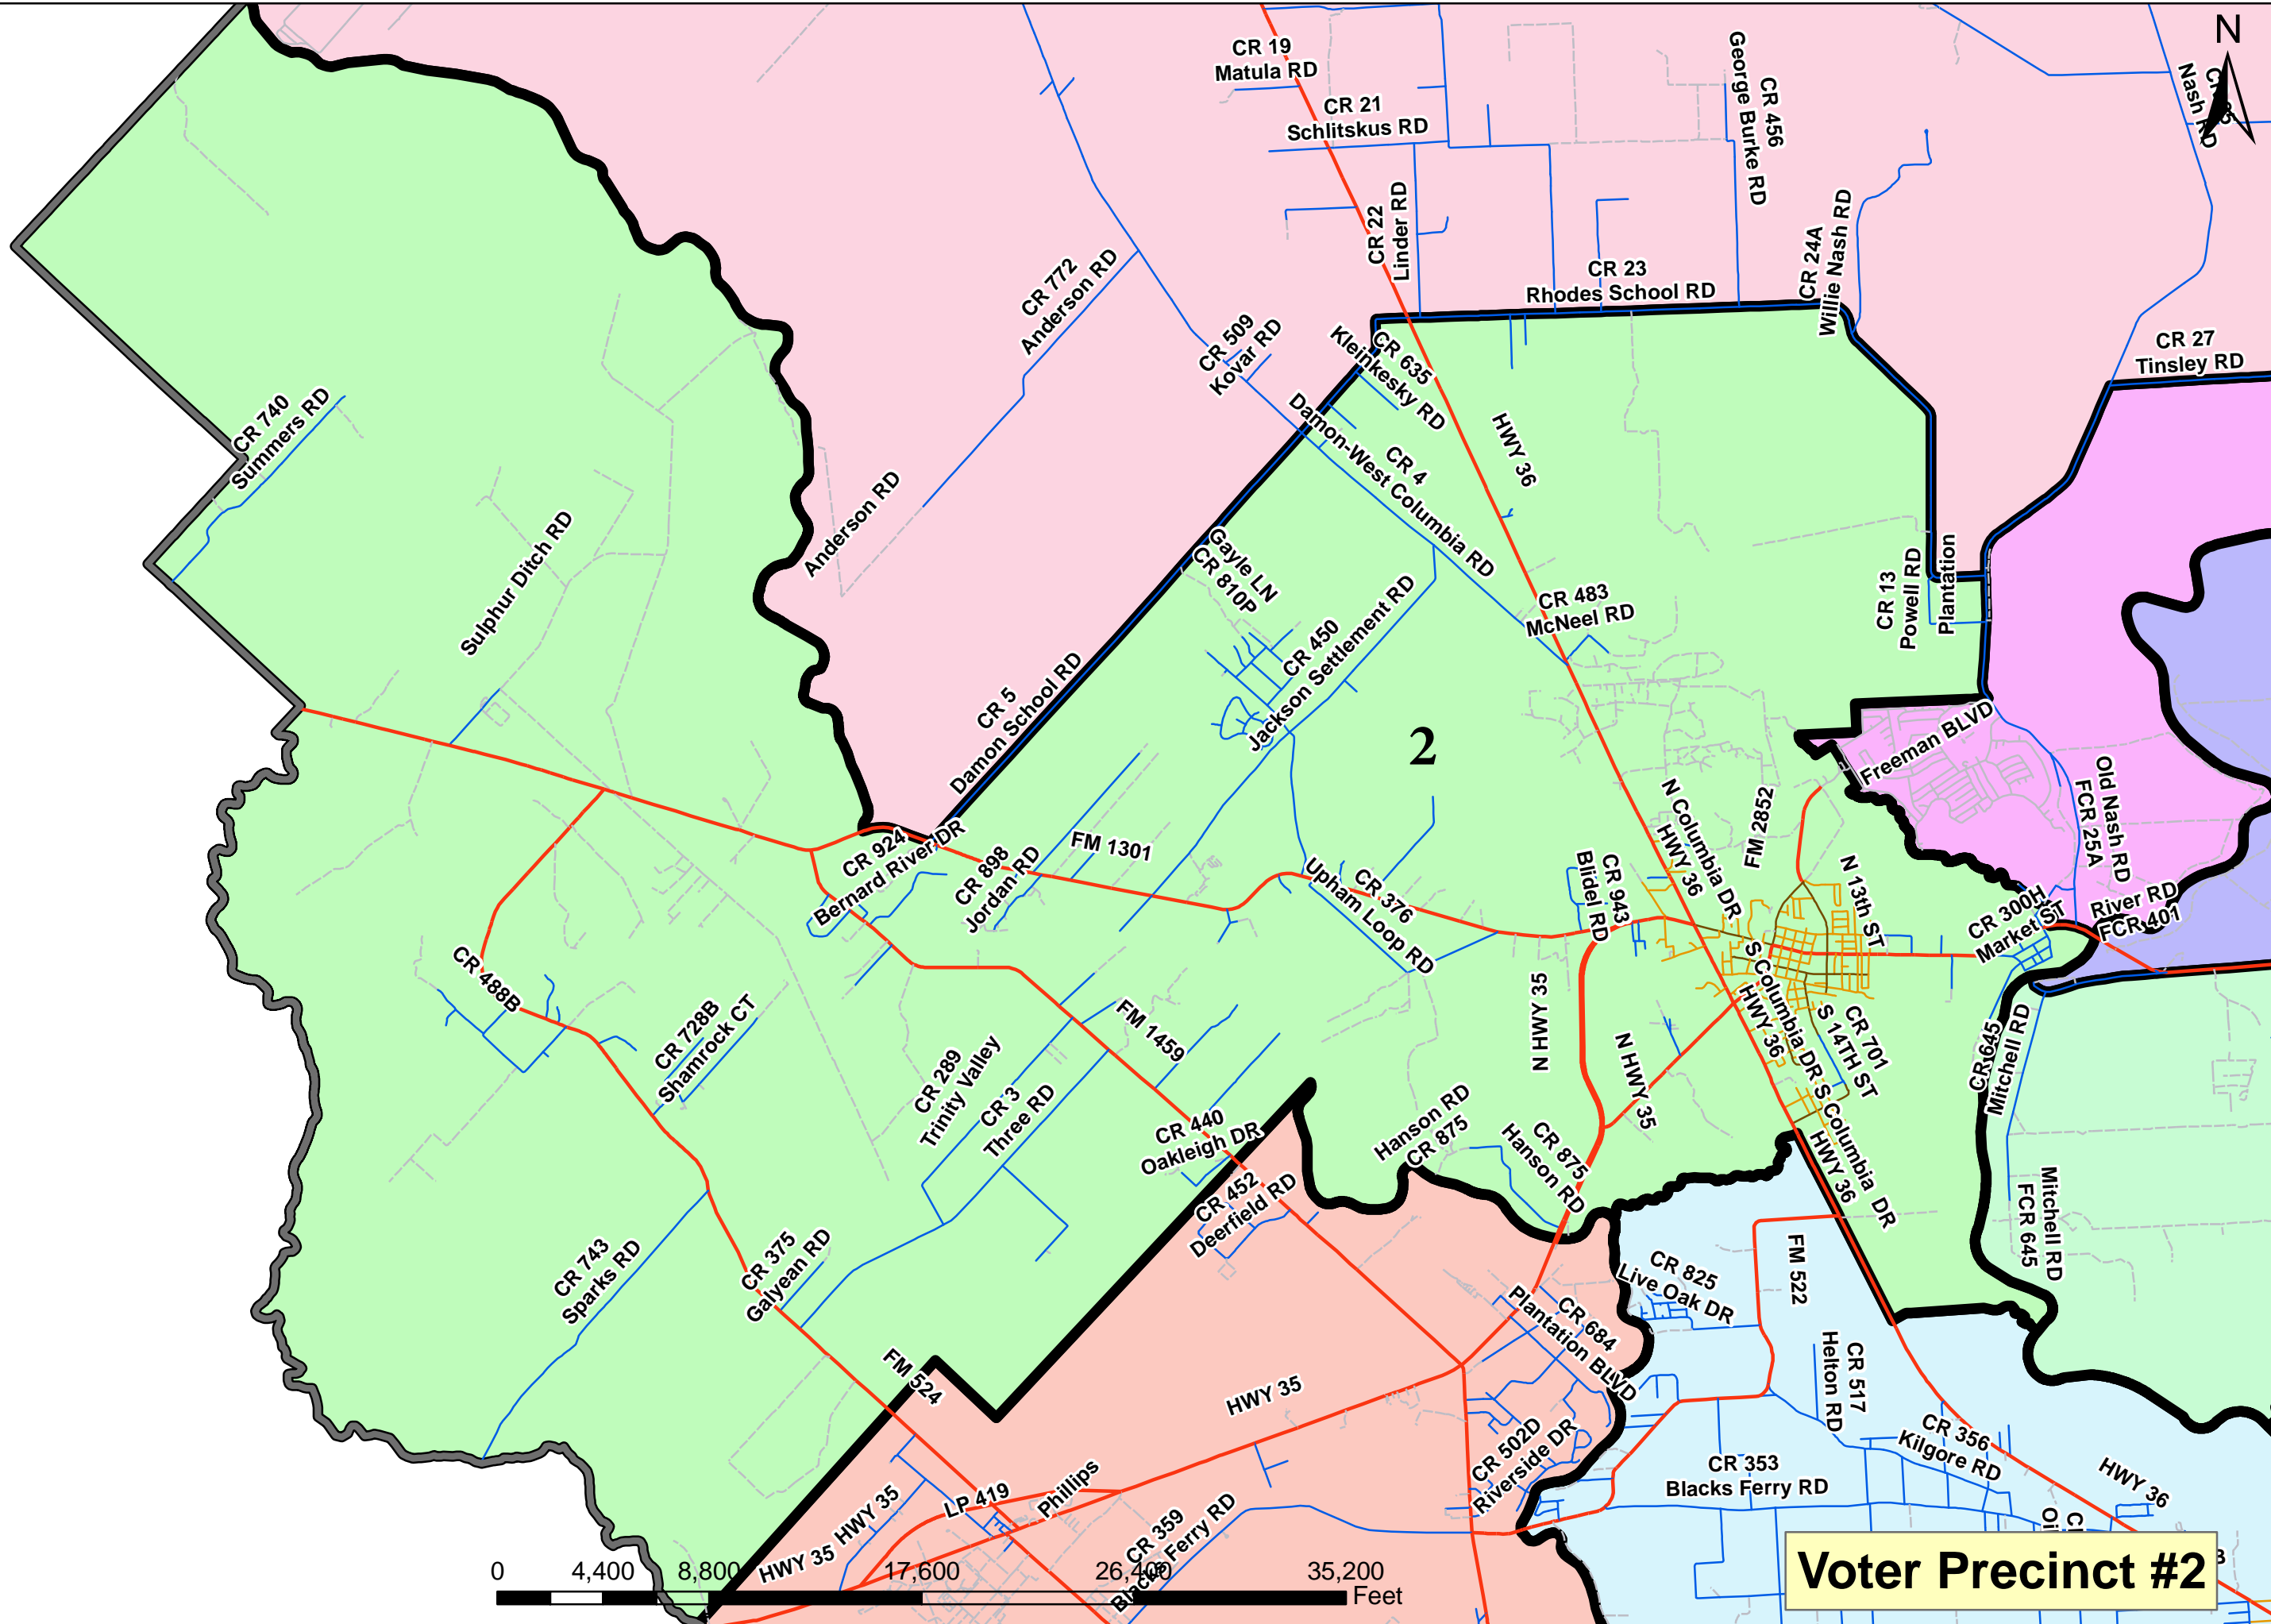 N
CR 19
Matula RD
CR 21
Schlitskus RD
CR 456
George Burke RD
Nash RD
CR 22
Linder RD
CR 24A
Willie Nash RD
CR 23
Rhodes School RD
CR 772
Anderson RD
CR 509
Kovar RD
CR 635
Kleinkesky RD
CR 27
Tinsley RD
CR 740
Summers RD
HWY 36
CR 4
Damon-West Columbia RD
Anderson RD
Sulphur Ditch RD
Gayle LN
CR 810P
CR 13
Powell RD
Plantation
CR 483
McNeel RD
CR 450
Jackson Settlement RD
CR 5
Damon School RD
2
Freeman BLVD
Old Nash RD
FCR 25A
N Columbia DR
HWY 36
FM 2852
CR 924
Bernard River DR
CR 898
Jordan RD
FM 1301
CR 376
Upham Loop RD
CR 943
Blidel RD
N 13th ST
CR 300H
Market ST
River RD
FCR 401
CR 488B
CR 728B
Shamrock CT
FM 1459
N HWY 35
N HWY 35
S Columbia DR
HWY 36
CR 701
S 14TH ST
CR 645
Mitchell RD
CR 289
Trinity Valley
CR 3
Three RD
CR 440
Oakleigh DR
Hanson RD
CR 875
CR 875
Hanson RD
S Columbia DR
HWY 36
Mitchell RD
FCR 645
CR 452
Deerfield RD
CR 743
Sparks RD
CR 375
Galyean RD
CR 825
Live Oak DR
FM 522
CR 684
Plantation BLVD
FM 524
HWY 35
CR 517
Helton RD
CR 502D
Riverside DR
CR 356
Kilgore RD
CR 353
Blacks Ferry RD
HWY 36
HWY 35
LP 419
Phillips
CR 359
Blacks Ferry RD
HWY 35
0 4,400 8,800 17,600 26,400 35,200
Feet
Voter Precinct #2